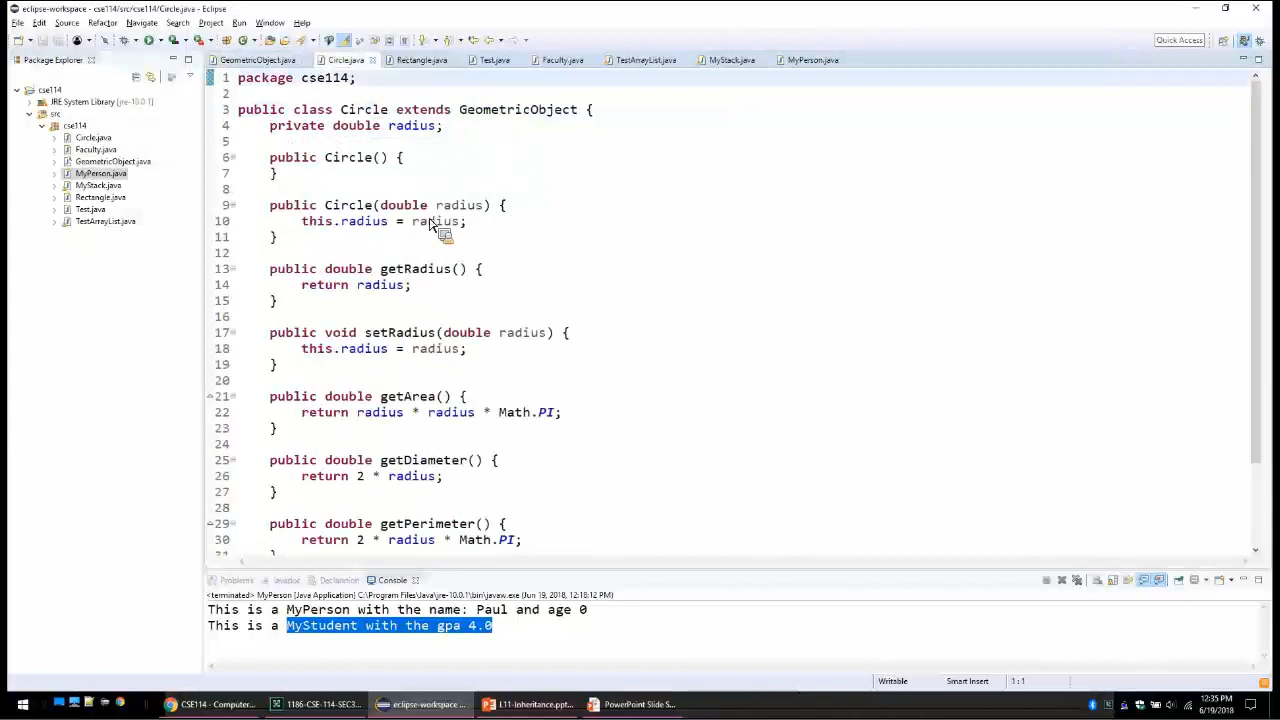 eclipse-workspace - cse114/src/cse114/Circle.java - Eclipse
File Edit Source Refactor Navigate Search Project Run Window Help
Quick Access
Package Explorer
GeometricObject.java Circle.java Rectangle.java Test.java Faculty.java TestArrayList.java MyStack.java MyPerson.java
cse114
JRE System Library [jre-10.0.1]
src
cse114
Circle.java
Faculty.java
GeometricObject.java
MyPerson.java
MyStack.java
Rectangle.java
Test.java
TestArrayList.java
1 package cse114;
2
3 public class Circle extends GeometricObject {
4 private double radius;
5
6 public Circle() {
7 }
8
9 public Circle(double radius) {
10 this.radius = radius;
11 }
12
13 public double getRadius() {
14 return radius;
15 }
16
17 public void setRadius(double radius) {
18 this.radius = radius;
19 }
20
21 public double getArea() {
22 return radius * radius * Math.PI;
23 }
24
25 public double getDiameter() {
26 return 2 * radius;
27 }
28
29 public double getPerimeter() {
30 return 2 * radius * Math.PI;
31 }
Problems Javadoc Declaration Console
<terminated> MyPerson [Java Application] C:\Program Files\Java\jre-10.0.1\bin\javaw.exe (Jun 19, 2018, 12:18:12 PM)
This is a MyPerson with the name: Paul and age 0
This is a MyStudent with the gpa 4.0
Writable Smart Insert 1 : 1
CSE114 - Computer... 1186-CSE-114-SEC3... eclipse-workspace ... L11-Inheritance.ppt... PowerPoint Slide S...
12:35 PM
6/19/2018